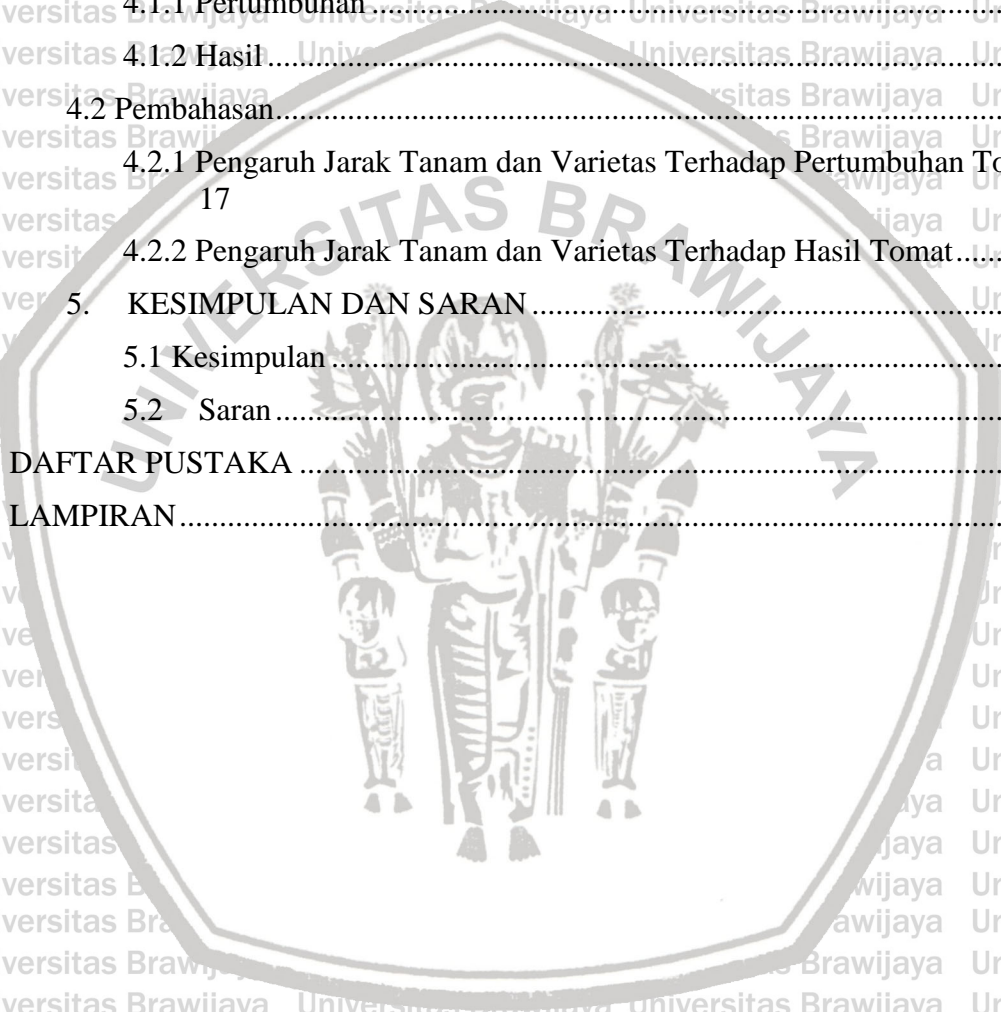 4.1.1 Pertumbuhan
4.1.2 Hasil
4.2 Pembahasan
4.2.1 Pengaruh Jarak Tanam dan Varietas Terhadap Pertumbuhan To
17
4.2.2 Pengaruh Jarak Tanam dan Varietas Terhadap Hasil Tomat
5. KESIMPULAN DAN SARAN
5.1 Kesimpulan
5.2 Saran
DAFTAR PUSTAKA
LAMPIRAN
UNIVERSITAS BRAWIJAYA